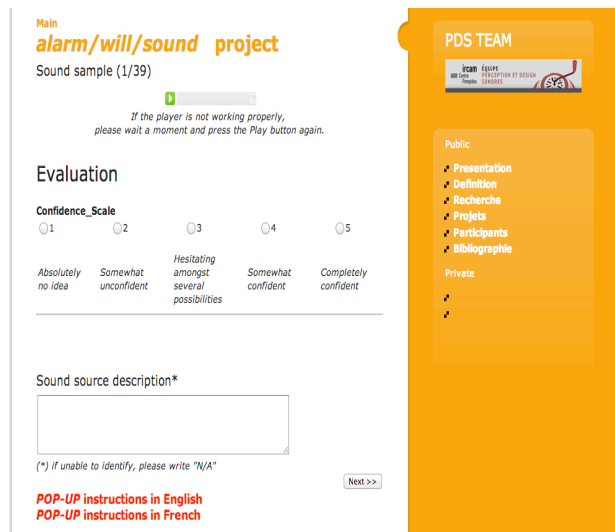 Main
alarm/will/sound project
Sound sample (1/39)
If the player is not working properly,
please wait a moment and press the Play button again.
Evaluation
Confidence_Scale
1 2 3 4 5
Absolutely no idea
Somewhat unconfident
Hesitating amongst several possibilities
Somewhat confident
Completely confident
Sound source description*
(*) if unable to identify, please write "N/A"
Next >>
POP-UP instructions in English
POP-UP instructions in French
PDS TEAM
ircam
Centre
Pompidou
ÉQUIPE
PERCEPTION ET DESIGN
SONORES
Public
Presentation
Definition
Recherche
Projets
Participants
Bibliographie
Private